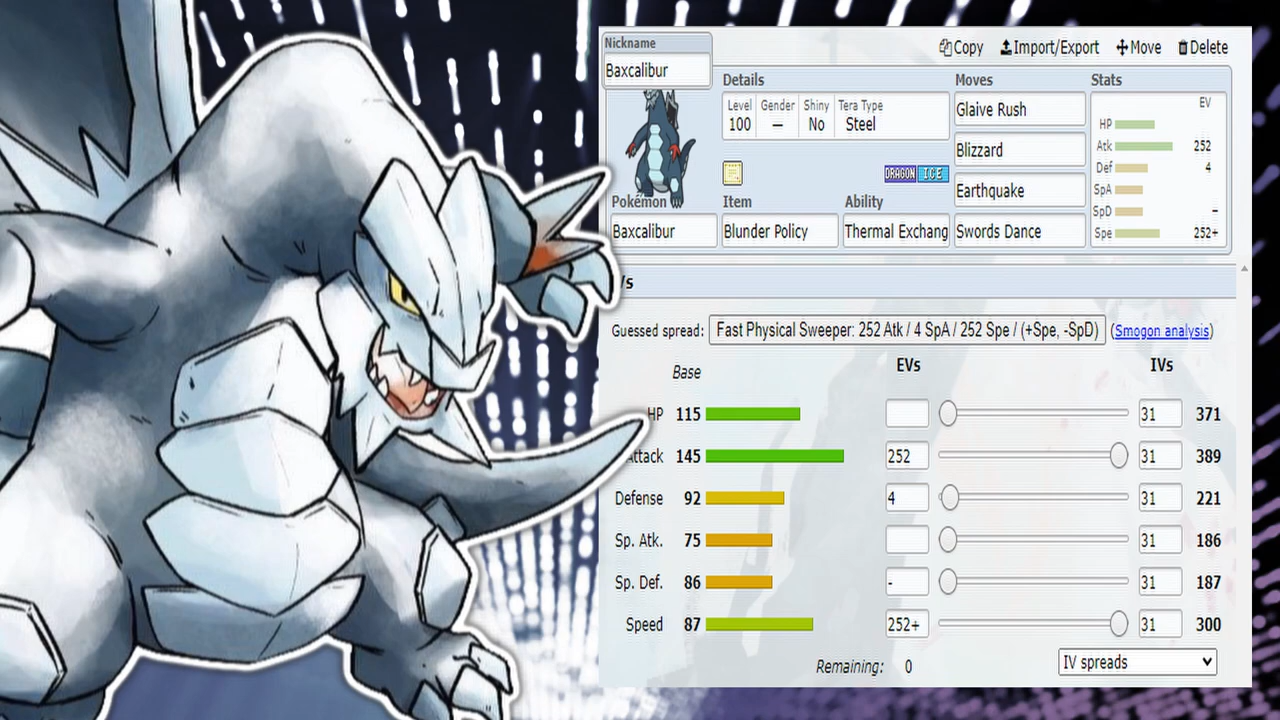 Nickname
Baxcalibur
Copy Import/Export Move Delete
Details
Level Gender Shiny Tera Type
100 – No Steel
DRAGON ICE
Pokémon Item Ability
Baxcalibur Blunder Policy Thermal Exchang
Moves
Glaive Rush
Blizzard
Earthquake
Swords Dance
Stats
EV
HP
Atk 252
Def 4
SpA
SpD –
Spe 252+
Vs
Guessed spread: Fast Physical Sweeper: 252 Atk / 4 SpA / 252 Spe / (+Spe, -SpD) (Smogon analysis)
Base EVs IVs
HP 115 31 371
Attack 145 252 31 389
Defense 92 4 31 221
Sp. Atk. 75 31 186
Sp. Def. 86 - 31 187
Speed 87 252+ 31 300
Remaining: 0
IV spreads